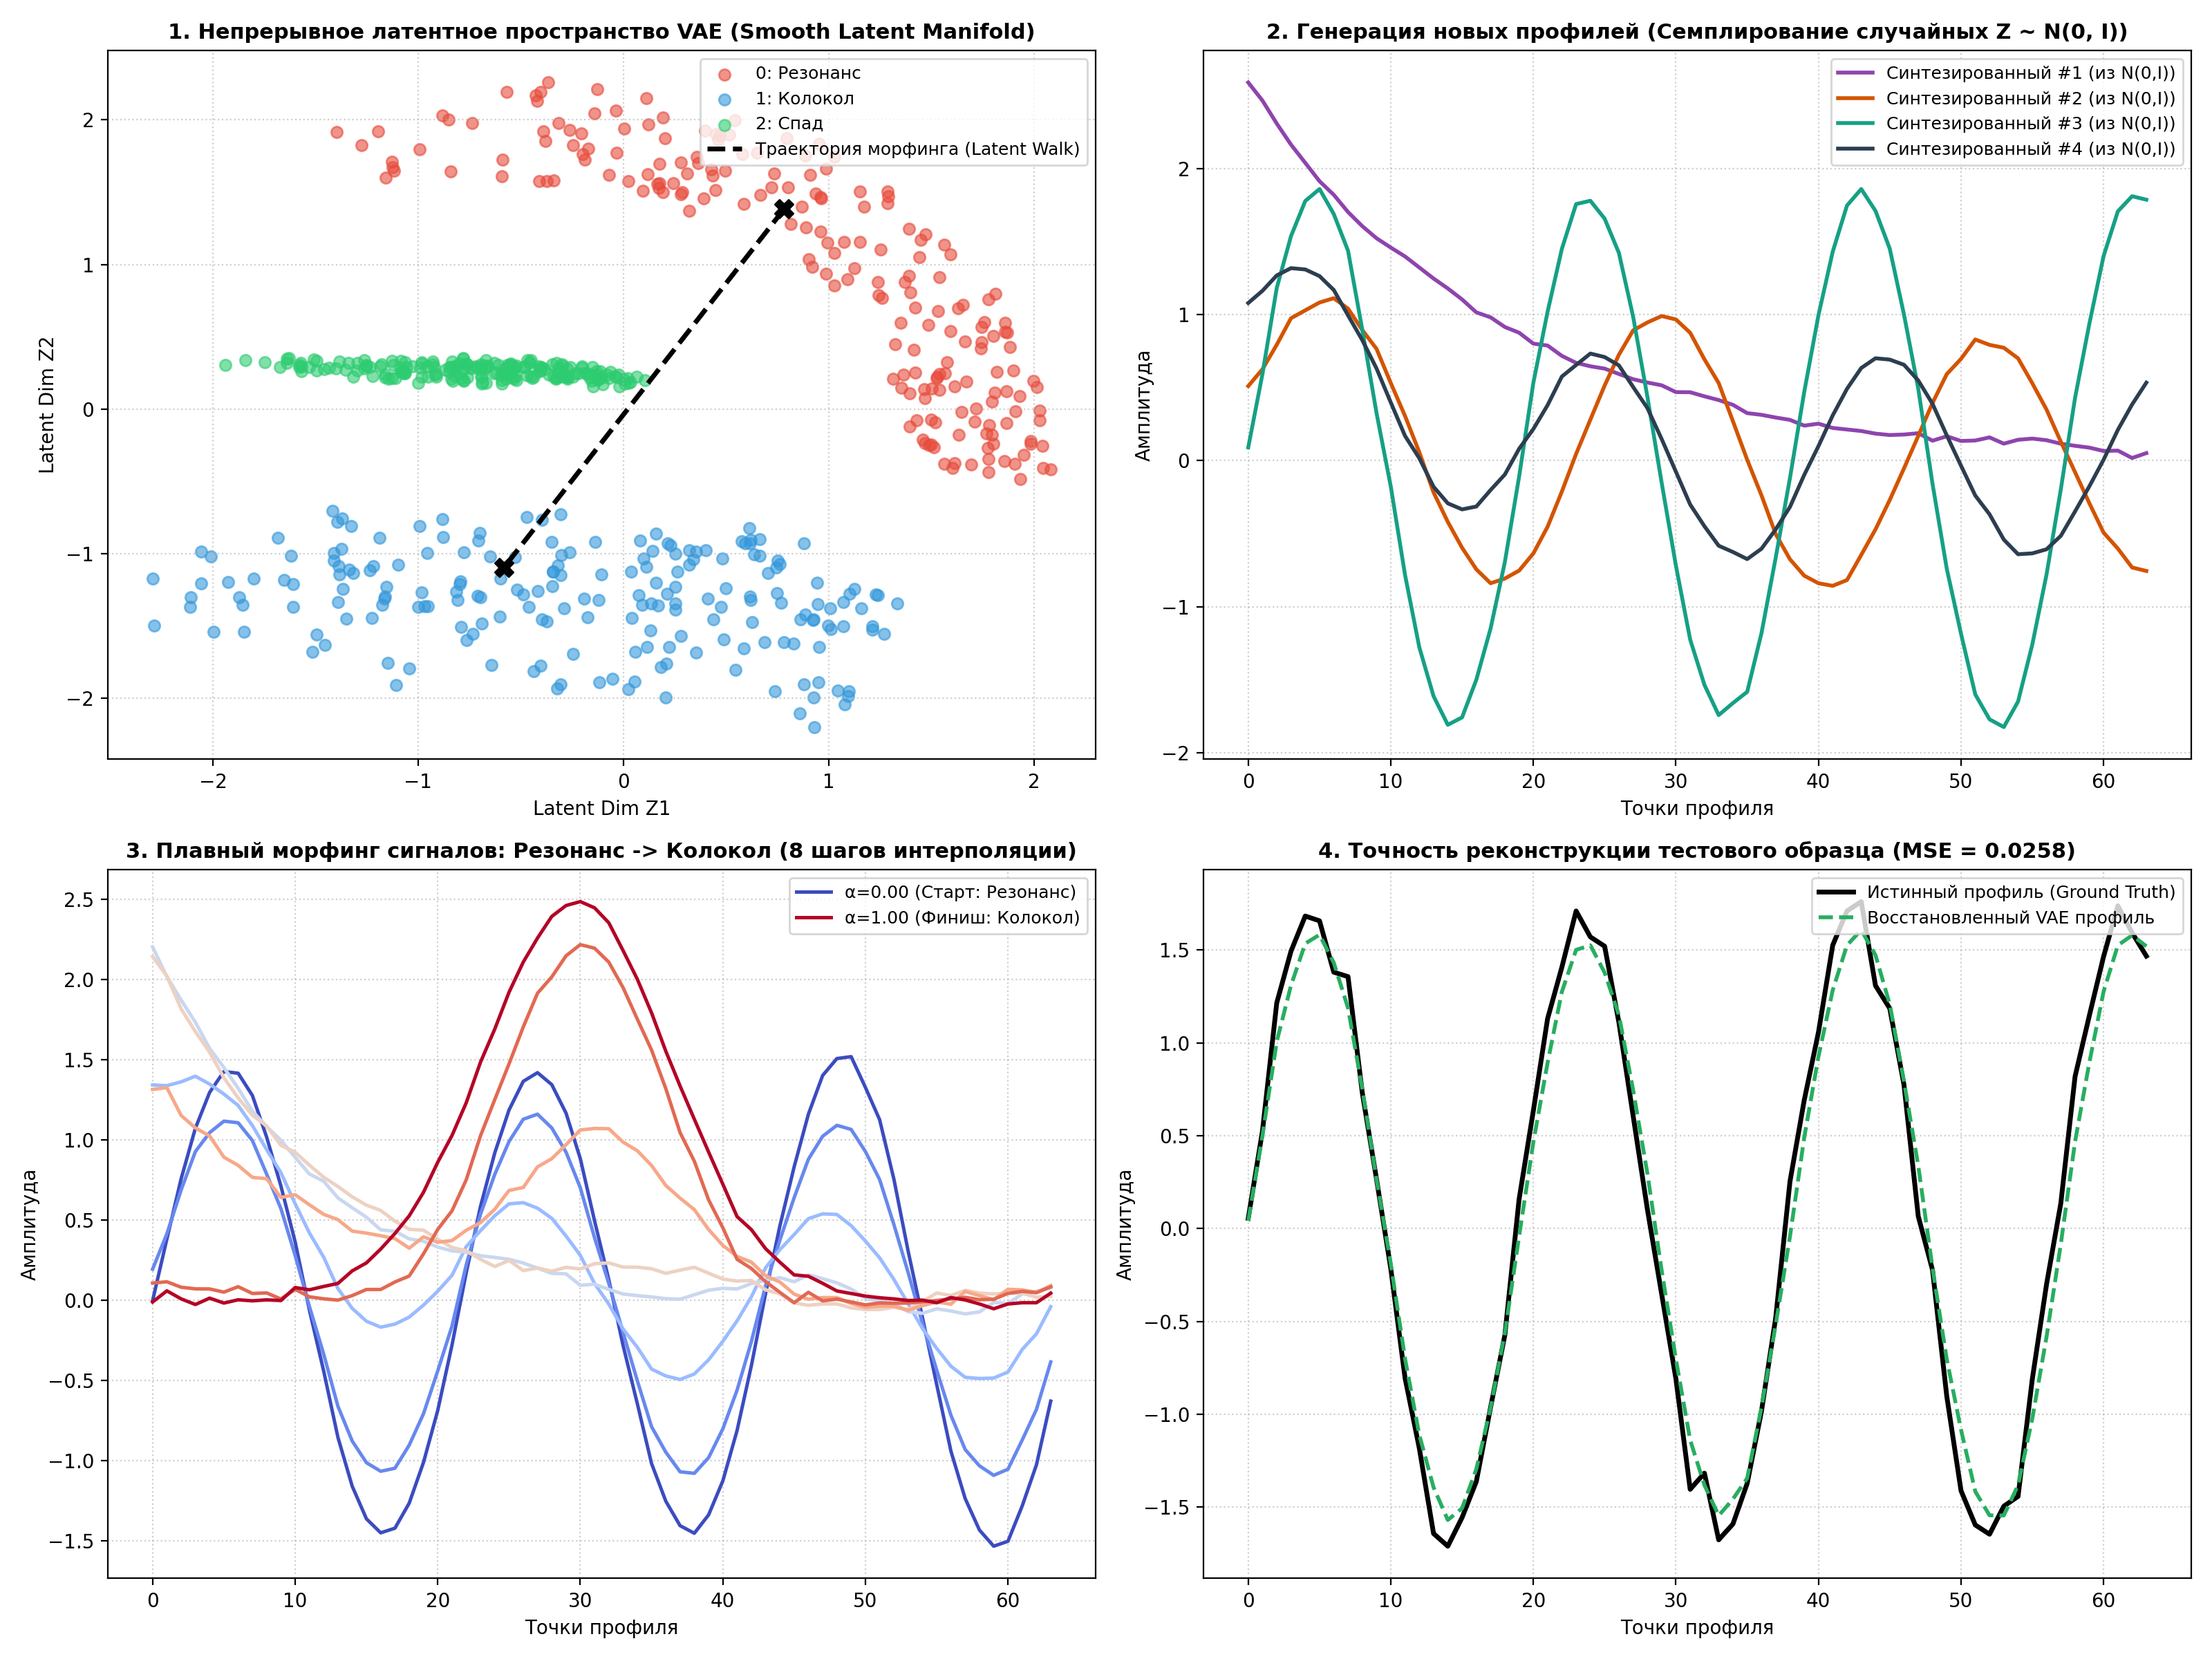 1. Непрерывное латентное пространство VAE (Smooth Latent Manifold)
0: Резонанс
1: Колокол
2: Спад
Траектория морфинга (Latent Walk)
Latent Dim Z2
2
1
0
−1
−2
−2 −1 0 1 2
Latent Dim Z1
2. Генерация новых профилей (Семплирование случайных Z ~ N(0, I))
Синтезированный #1 (из N(0,I))
Синтезированный #2 (из N(0,I))
Синтезированный #3 (из N(0,I))
Синтезированный #4 (из N(0,I))
Амплитуда
2
1
0
−1
−2
0 10 20 30 40 50 60
Точки профиля
3. Плавный морфинг сигналов: Резонанс -> Колокол (8 шагов интерполяции)
α=0.00 (Старт: Резонанс)
α=1.00 (Финиш: Колокол)
Амплитуда
2.5
2.0
1.5
1.0
0.5
0.0
−0.5
−1.0
−1.5
0 10 20 30 40 50 60
Точки профиля
4. Точность реконструкции тестового образца (MSE = 0.0258)
Истинный профиль (Ground Truth)
Восстановленный VAE профиль
Амплитуда
1.5
1.0
0.5
0.0
−0.5
−1.0
−1.5
0 10 20 30 40 50 60
Точки профиля